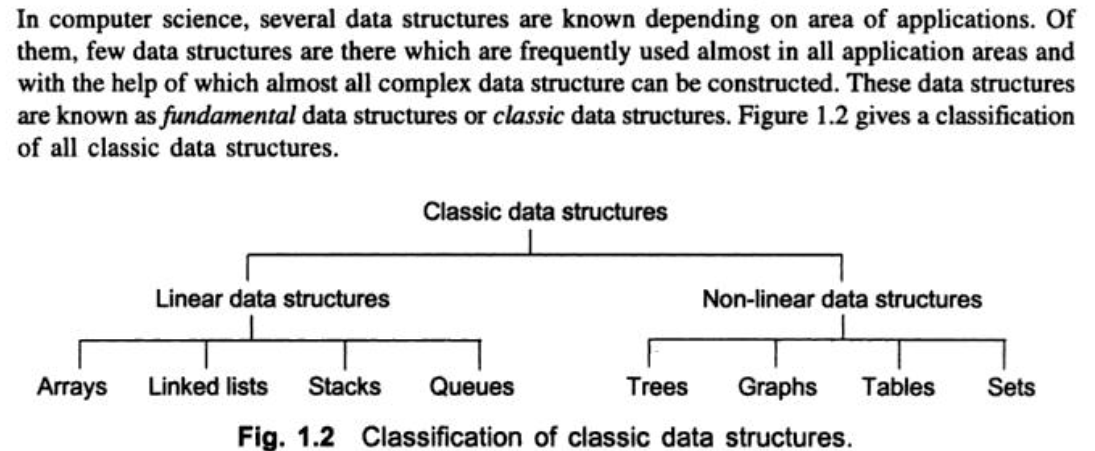 In computer science, several data structures are known depending on area of applications. Of
them, few data structures are there which are frequently used almost in all application areas and
with the help of which almost all complex data structure can be constructed. These data structures
are known as fundamental data structures or classic data structures. Figure 1.2 gives a classification
of all classic data structures.
Classic data structures
Linear data structures Non-linear data structures
Arrays Linked lists Stacks Queues Trees Graphs Tables Sets
Fig. 1.2 Classification of classic data structures.